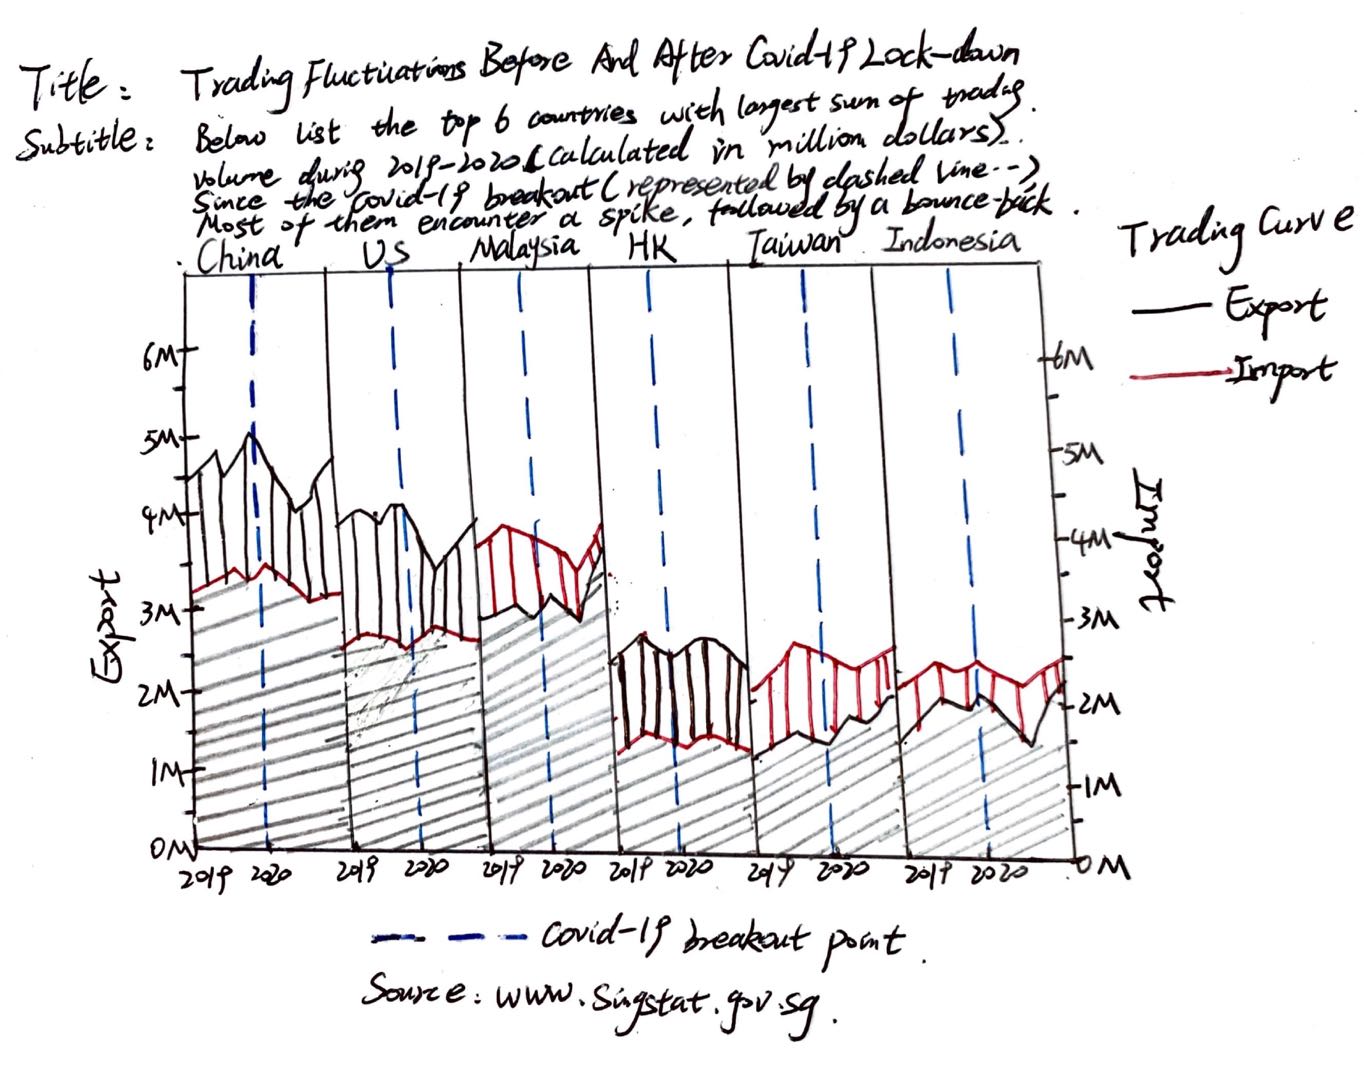 Title: Trading Fluctuations Before And After Covid-19 Lock-down
Subtitle: Below list the top 6 countries with largest sum of tradig.
volume durig 2019-2020 (calculated in million dollars).
Since the Covid-19 breakout (represented by dashed line---)
Most of them encounter a spike, followed by a bounce-back.
China US Malaysia HK Taiwan Indonesia
Trading Curve
Export
Import
6M
5M
4M
3M
2M
1M
0M
Export
6M
5M
4M
3M
2M
1M
0M
Import
2019 2020 2019 2020 2019 2020 2019 2020 2019 2020 2019 2020
Covid-19 breakout point.
Source: www.singstat.gov.sg.